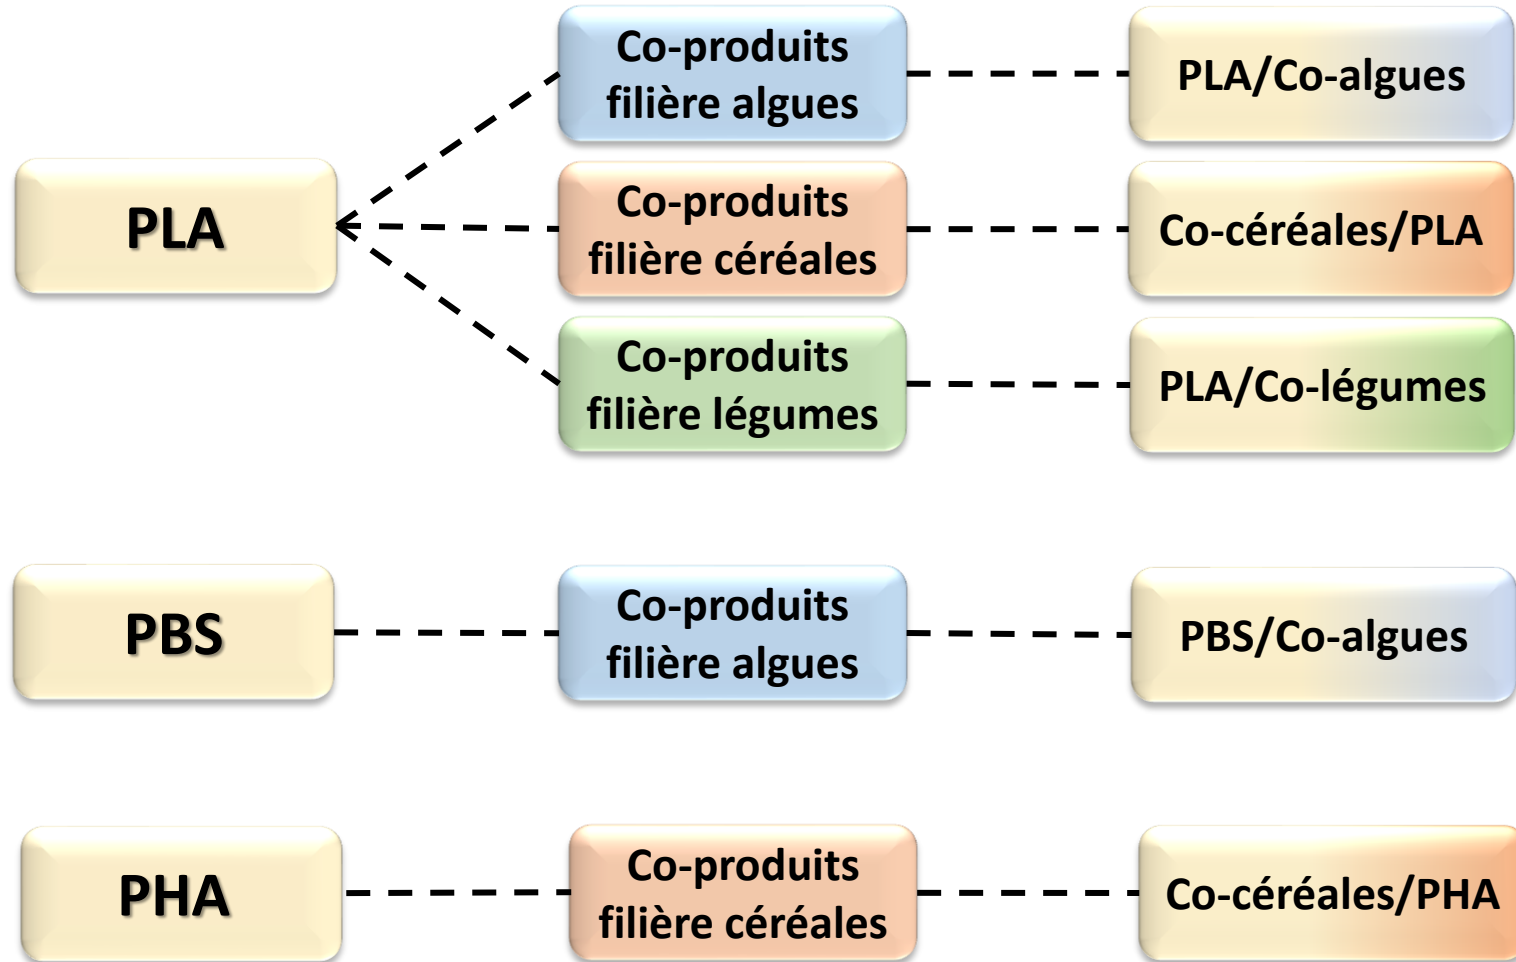 Co-produits
filière algues
PLA/Co-algues
PLA
Co-produits
filière céréales
Co-céréales/PLA
Co-produits
filière légumes
PLA/Co-légumes
PBS
Co-produits
filière algues
PBS/Co-algues
PHA
Co-produits
filière céréales
Co-céréales/PHA